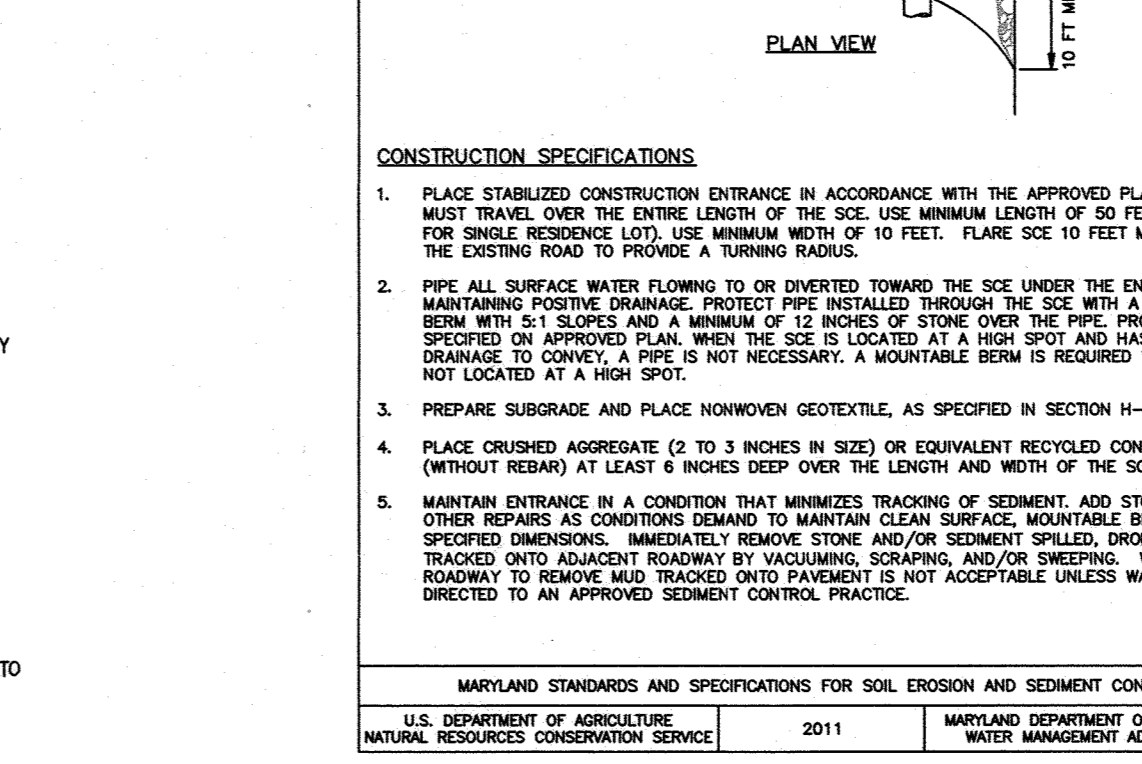 PLAN VIEW
10 FT MI
CONSTRUCTION SPECIFICATIONS
1. PLACE STABILIZED CONSTRUCTION ENTRANCE IN ACCORDANCE WITH THE APPROVED PLA
MUST TRAVEL OVER THE ENTIRE LENGTH OF THE SCE. USE MINIMUM LENGTH OF 50 FE
FOR SINGLE RESIDENCE LOT). USE MINIMUM WIDTH OF 10 FEET. FLARE SCE 10 FEET M
THE EXISTING ROAD TO PROVIDE A TURNING RADIUS.
2. PIPE ALL SURFACE WATER FLOWING TO OR DIVERTED TOWARD THE SCE UNDER THE EN
MAINTAINING POSITIVE DRAINAGE. PROTECT PIPE INSTALLED THROUGH THE SCE WITH A
BERM WITH 5:1 SLOPES AND A MINIMUM OF 12 INCHES OF STONE OVER THE PIPE. PRO
SPECIFIED ON APPROVED PLAN. WHEN THE SCE IS LOCATED AT A HIGH SPOT AND HAS
DRAINAGE TO CONVEY, A PIPE IS NOT NECESSARY. A MOUNTABLE BERM IS REQUIRED
NOT LOCATED AT A HIGH SPOT.
Y
3. PREPARE SUBGRADE AND PLACE NONWOVEN GEOTEXTILE, AS SPECIFIED IN SECTION H-
4. PLACE CRUSHED AGGREGATE (2 TO 3 INCHES IN SIZE) OR EQUIVALENT RECYCLED CON
(WITHOUT REBAR) AT LEAST 6 INCHES DEEP OVER THE LENGTH AND WIDTH OF THE SC
5. MAINTAIN ENTRANCE IN A CONDITION THAT MINIMIZES TRACKING OF SEDIMENT. ADD ST
OTHER REPAIRS AS CONDITIONS DEMAND TO MAINTAIN CLEAN SURFACE, MOUNTABLE B
SPECIFIED DIMENSIONS. IMMEDIATELY REMOVE STONE AND/OR SEDIMENT SPILLED, DRO
TRACKED ONTO ADJACENT ROADWAY BY VACUUMING, SCRAPING, AND/OR SWEEPING.
ROADWAY TO REMOVE MUD TRACKED ONTO PAVEMENT IS NOT ACCEPTABLE UNLESS WA
DIRECTED TO AN APPROVED SEDIMENT CONTROL PRACTICE.
TO
MARYLAND STANDARDS AND SPECIFICATIONS FOR SOIL EROSION AND SEDIMENT CON
U.S. DEPARTMENT OF AGRICULTURE
NATURAL RESOURCES CONSERVATION SERVICE
2011
MARYLAND DEPARTMENT O
WATER MANAGEMENT AD